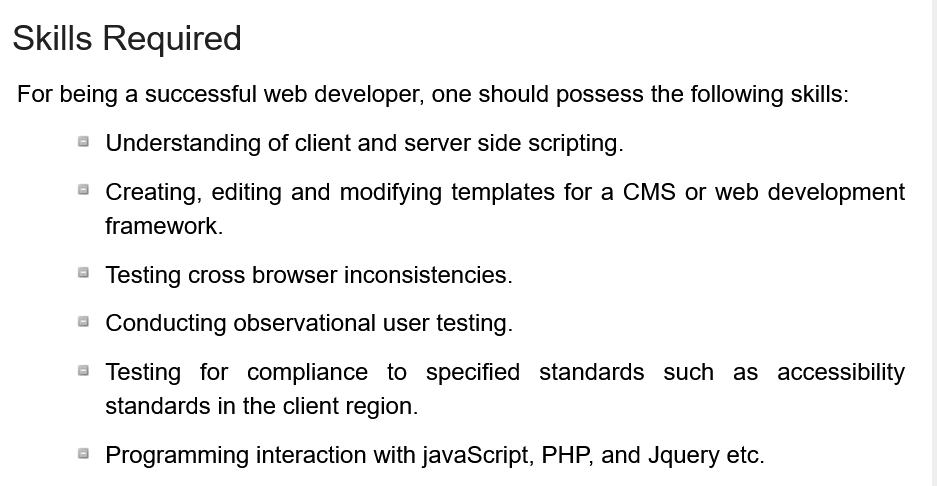 Skills Required
For being a successful web developer, one should possess the following skills:
Understanding of client and server side scripting.
Creating, editing and modifying templates for a CMS or web development
framework.
Testing cross browser inconsistencies.
Conducting observational user testing.
Testing for compliance to specified standards such as accessibility
standards in the client region.
Programming interaction with javaScript, PHP, and Jquery etc.